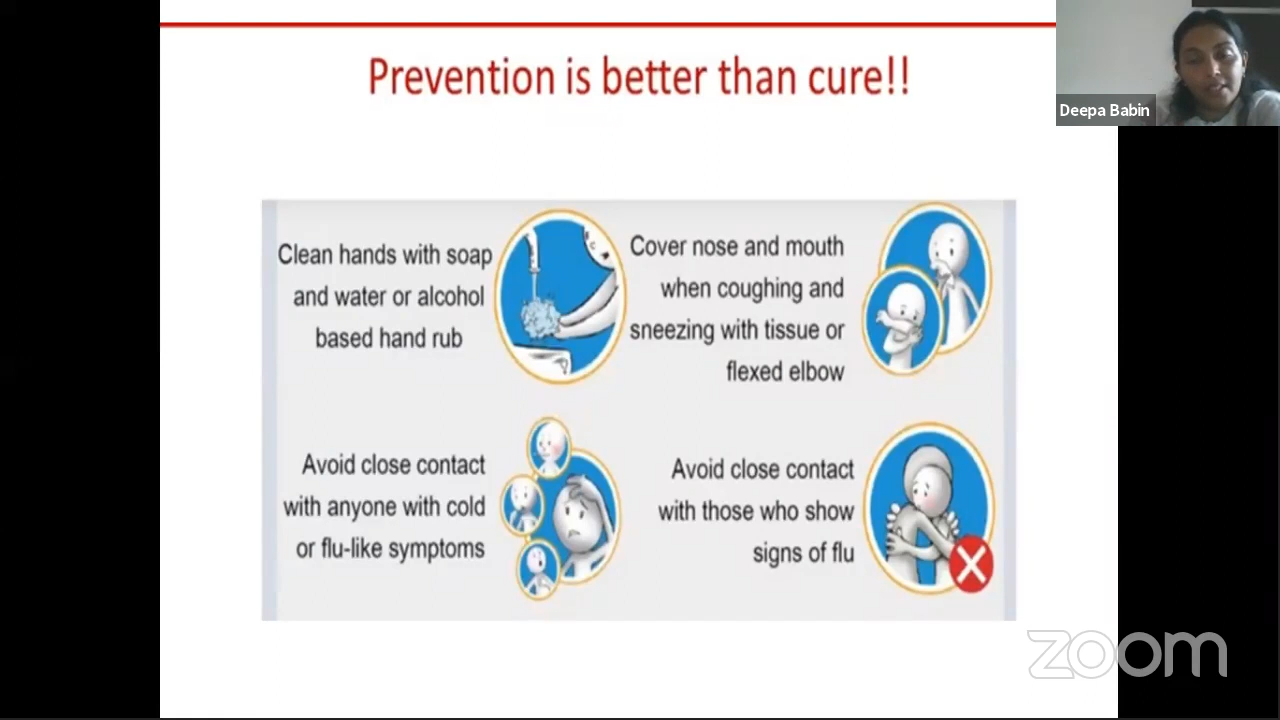 Prevention is better than cure!!
Deepa Babin
Clean hands with soap
and water or alcohol
based hand rub
Cover nose and mouth
when coughing and
sneezing with tissue or
flexed elbow
Avoid close contact
with anyone with cold
or flu-like symptoms
Avoid close contact
with those who show
signs of flu
zoom